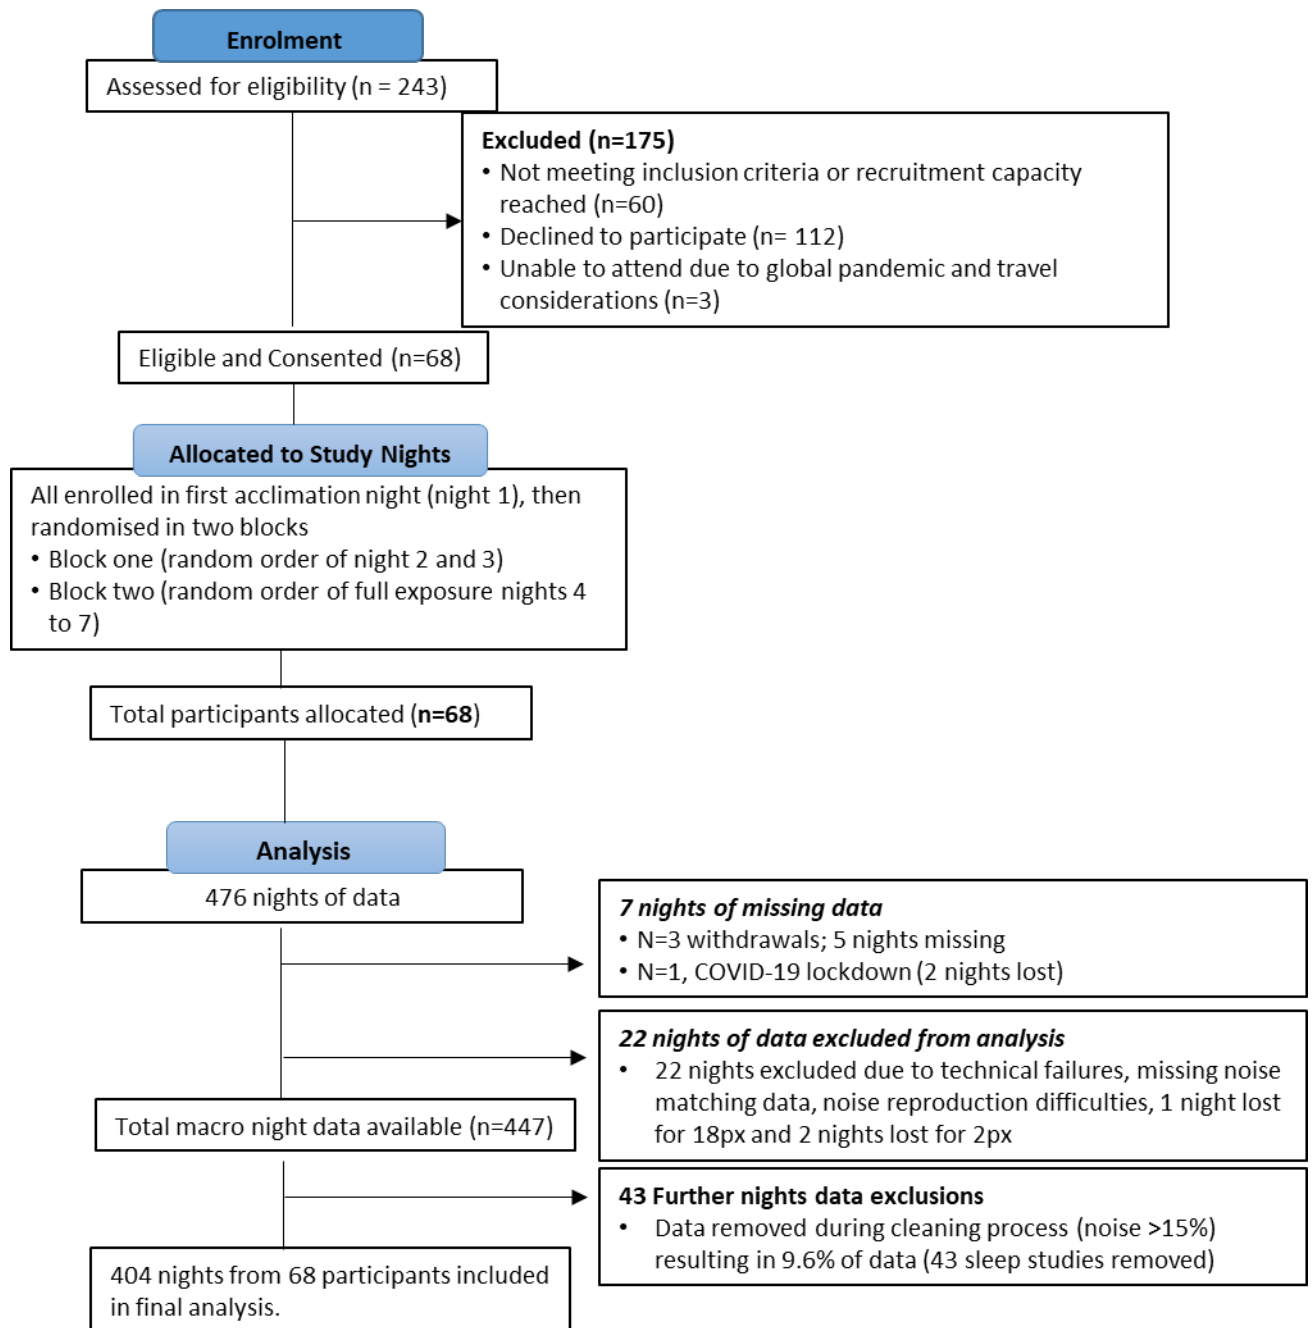 Enrolment
Assessed for eligibility (n = 243)
Excluded (n=175)
• Not meeting inclusion criteria or recruitment capacity
reached (n=60)
• Declined to participate (n= 112)
• Unable to attend due to global pandemic and travel
considerations (n=3)
Eligible and Consented (n=68)
Allocated to Study Nights
All enrolled in first acclimation night (night 1), then
randomised in two blocks
• Block one (random order of night 2 and 3)
• Block two (random order of full exposure nights 4
to 7)
Total participants allocated (n=68)
Analysis
476 nights of data
7 nights of missing data
• N=3 withdrawals; 5 nights missing
• N=1, COVID-19 lockdown (2 nights lost)
22 nights of data excluded from analysis
• 22 nights excluded due to technical failures, missing noise
matching data, noise reproduction difficulties, 1 night lost
for 18px and 2 nights lost for 2px
Total macro night data available (n=447)
43 Further nights data exclusions
• Data removed during cleaning process (noise >15%)
resulting in 9.6% of data (43 sleep studies removed)
404 nights from 68 participants included
in final analysis.